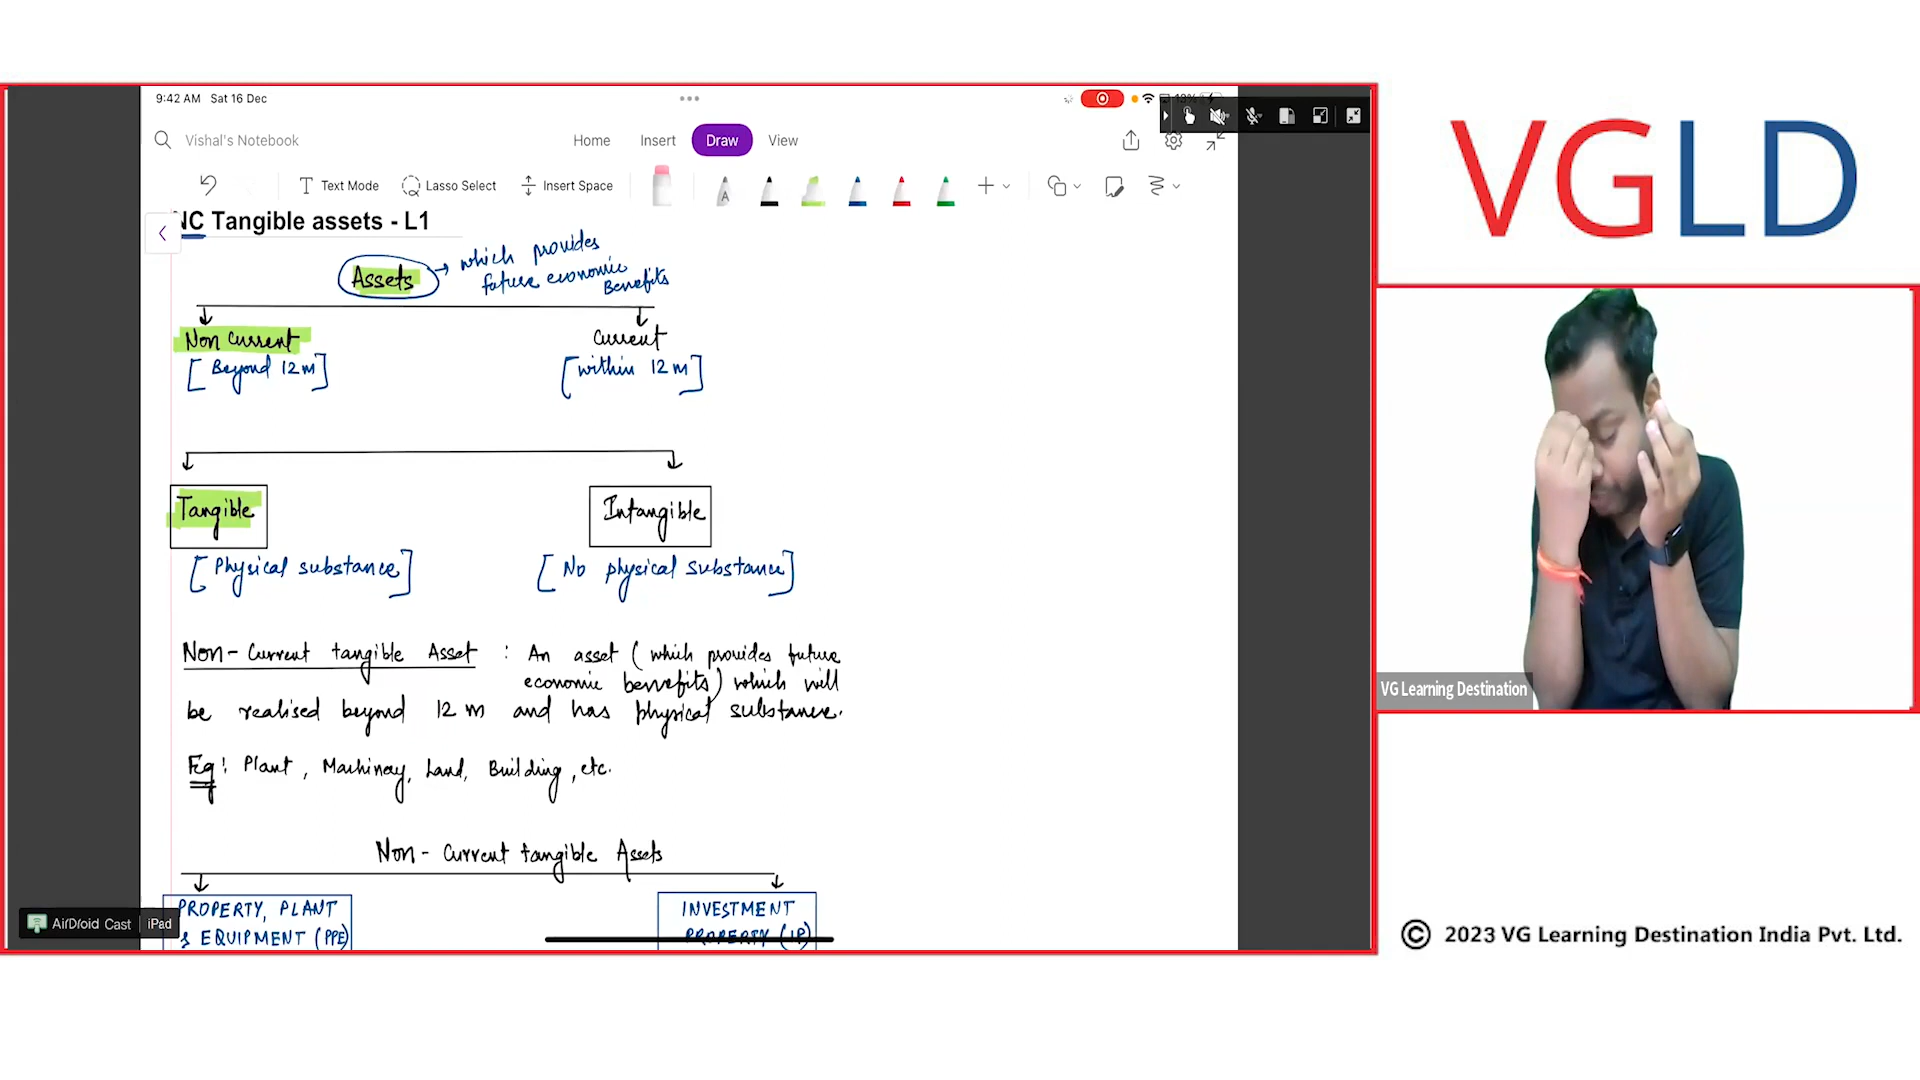 9:42 AM Sat 16 Dec
Vishal's Notebook
Home Insert Draw View
Text Mode Lasso Select Insert Space
NC Tangible assets - L1
Assets → which provides
future economic
Benefits
Non Current Current
[Beyond 12m] [within 12m]
Tangible Intangible
[Physical substance] [No physical substance]
Non-Current tangible Asset : An asset (which provides future
economic benefits) which will
be realised beyond 12 m and has physical substance.
Eg: Plant, Machinery, Land, Building, etc.
Non-Current tangible Assets
PROPERTY, PLANT INVESTMENT
& EQUIPMENT (PPE) PROPERTY (IP)
AirDroid Cast iPad
VGLD
VG Learning Destination
© 2023 VG Learning Destination India Pvt. Ltd.